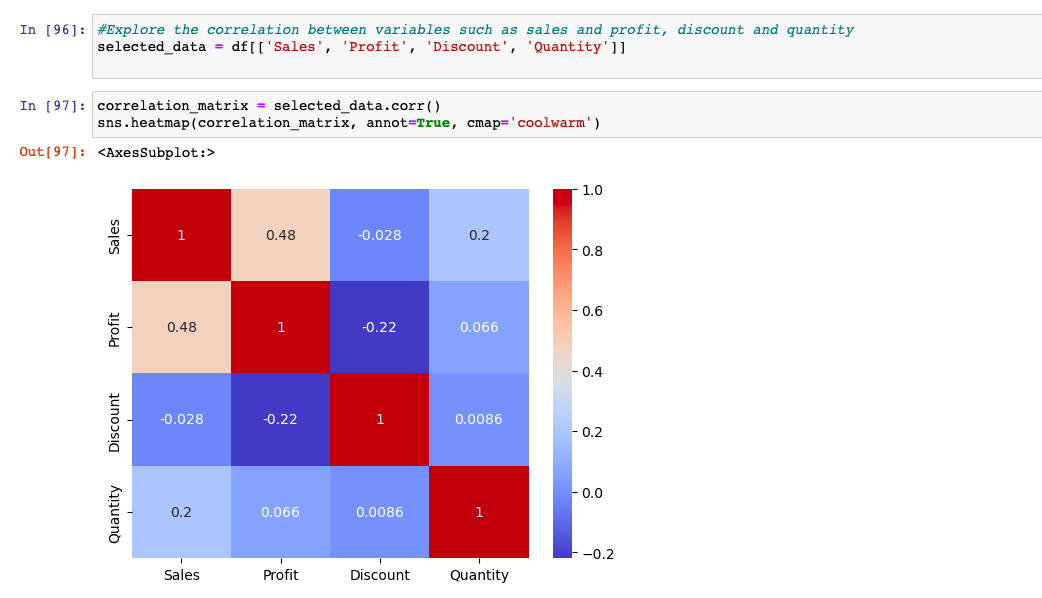 In [96]: #Explore the correlation between variables such as sales and profit, discount and quantity
selected_data = df[['Sales', 'Profit', 'Discount', 'Quantity']]
In [97]: correlation_matrix = selected_data.corr()
sns.heatmap(correlation_matrix, annot=True, cmap='coolwarm')
Out[97]: <AxesSubplot:>
1.0
Sales 1 0.48 -0.028 0.2
0.8
0.6
Profit 0.48 1 -0.22 0.066
0.4
Discount -0.028 -0.22 1 0.0086
0.2
0.0
Quantity 0.2 0.066 0.0086 1
−0.2
Sales Profit Discount Quantity